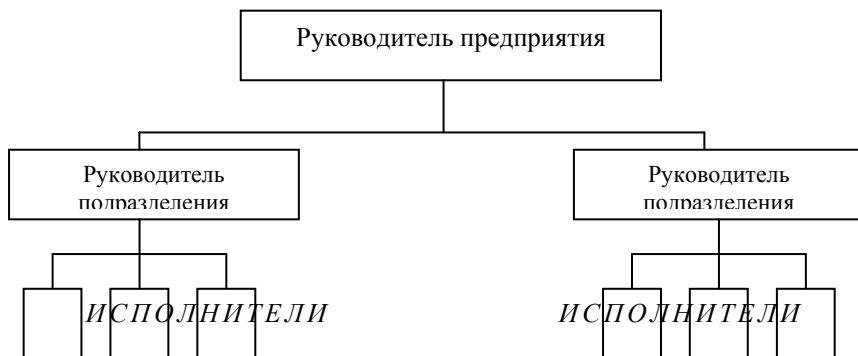 Руководитель предприятия
Руководитель
подразделения
Руководитель
подразделения
ИСПОЛНИТЕЛИ
ИСПОЛНИТЕЛИ